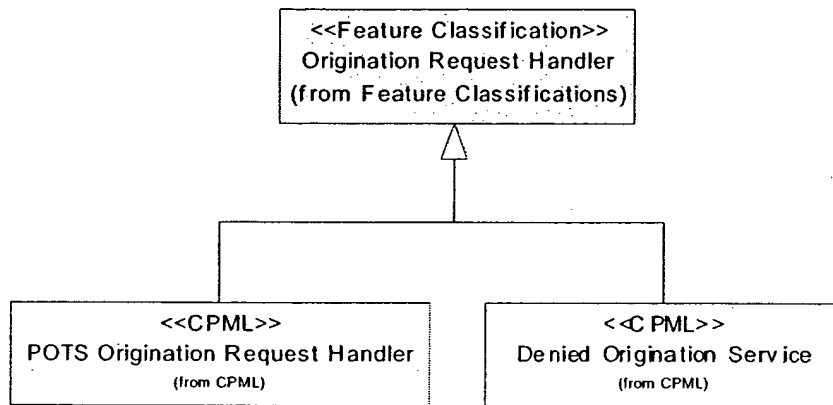 <<Feature Classification>>
Origination Request Handler
(from Feature Classifications)
<<CPML>>
POTS Origination Request Handler
(from CPML)
<<CPML>>
Denied Origination Service
(from CPML)